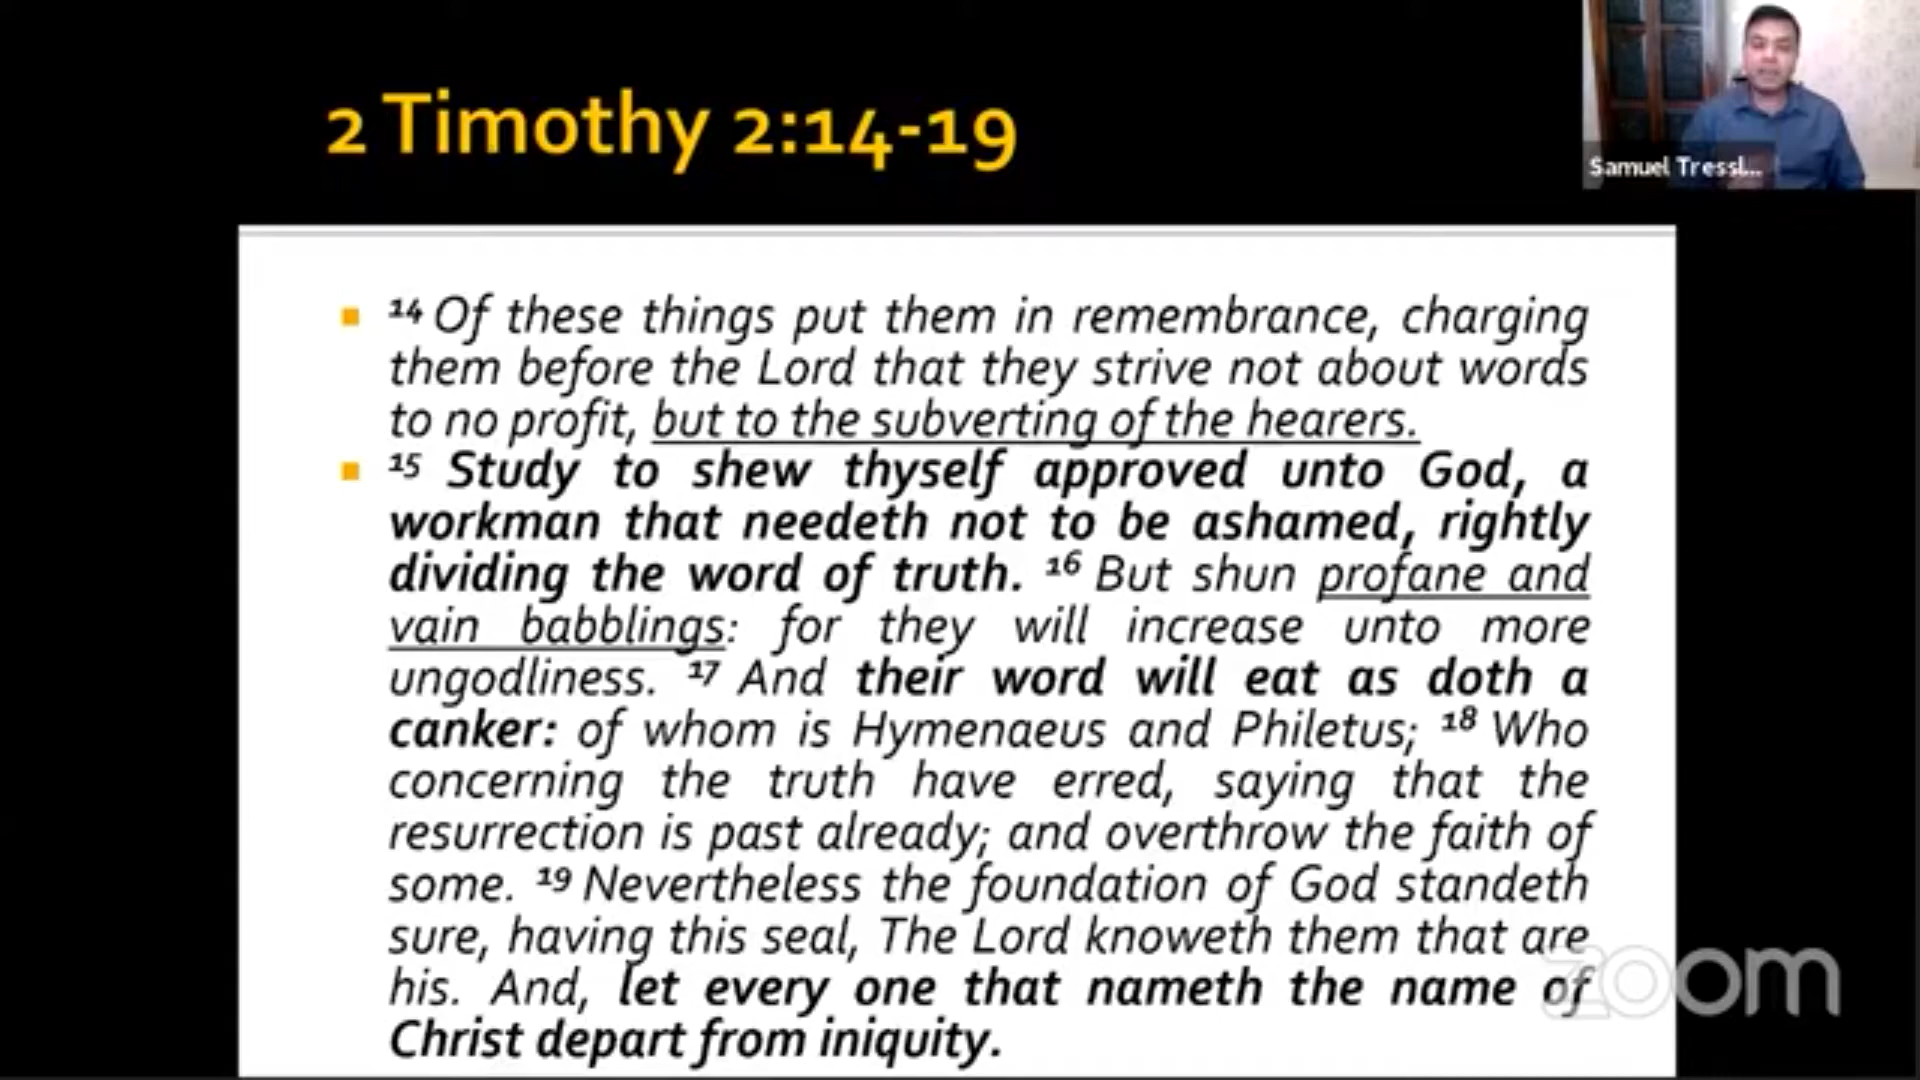 2 Timothy 2:14-19
Samuel Tressl...
14 Of these things put them in remembrance, charging
them before the Lord that they strive not about words
to no profit, but to the subverting of the hearers.
15 Study to shew thyself approved unto God, a
workman that needeth not to be ashamed, rightly
dividing the word of truth. 16 But shun profane and
vain babblings: for they will increase unto more
ungodliness. 17 And their word will eat as doth a
canker: of whom is Hymenaeus and Philetus; 18 Who
concerning the truth have erred, saying that the
resurrection is past already; and overthrow the faith of
some. 19 Nevertheless the foundation of God standeth
sure, having this seal, The Lord knoweth them that are
his. And, let every one that nameth the name of
Christ depart from iniquity.
zoom